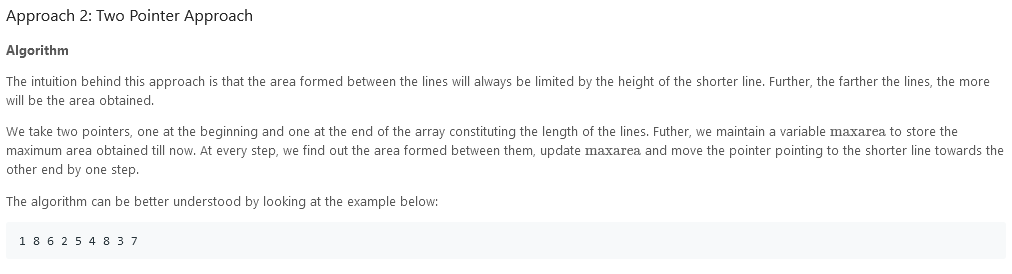 Approach 2: Two Pointer Approach
Algorithm
The intuition behind this approach is that the area formed between the lines will always be limited by the height of the shorter line. Further, the farther the lines, the more
will be the area obtained.
We take two pointers, one at the beginning and one at the end of the array constituting the length of the lines. Futher, we maintain a variable maxarea to store the
maximum area obtained till now. At every step, we find out the area formed between them, update maxarea and move the pointer pointing to the shorter line towards the
other end by one step.
The algorithm can be better understood by looking at the example below:
1 8 6 2 5 4 8 3 7